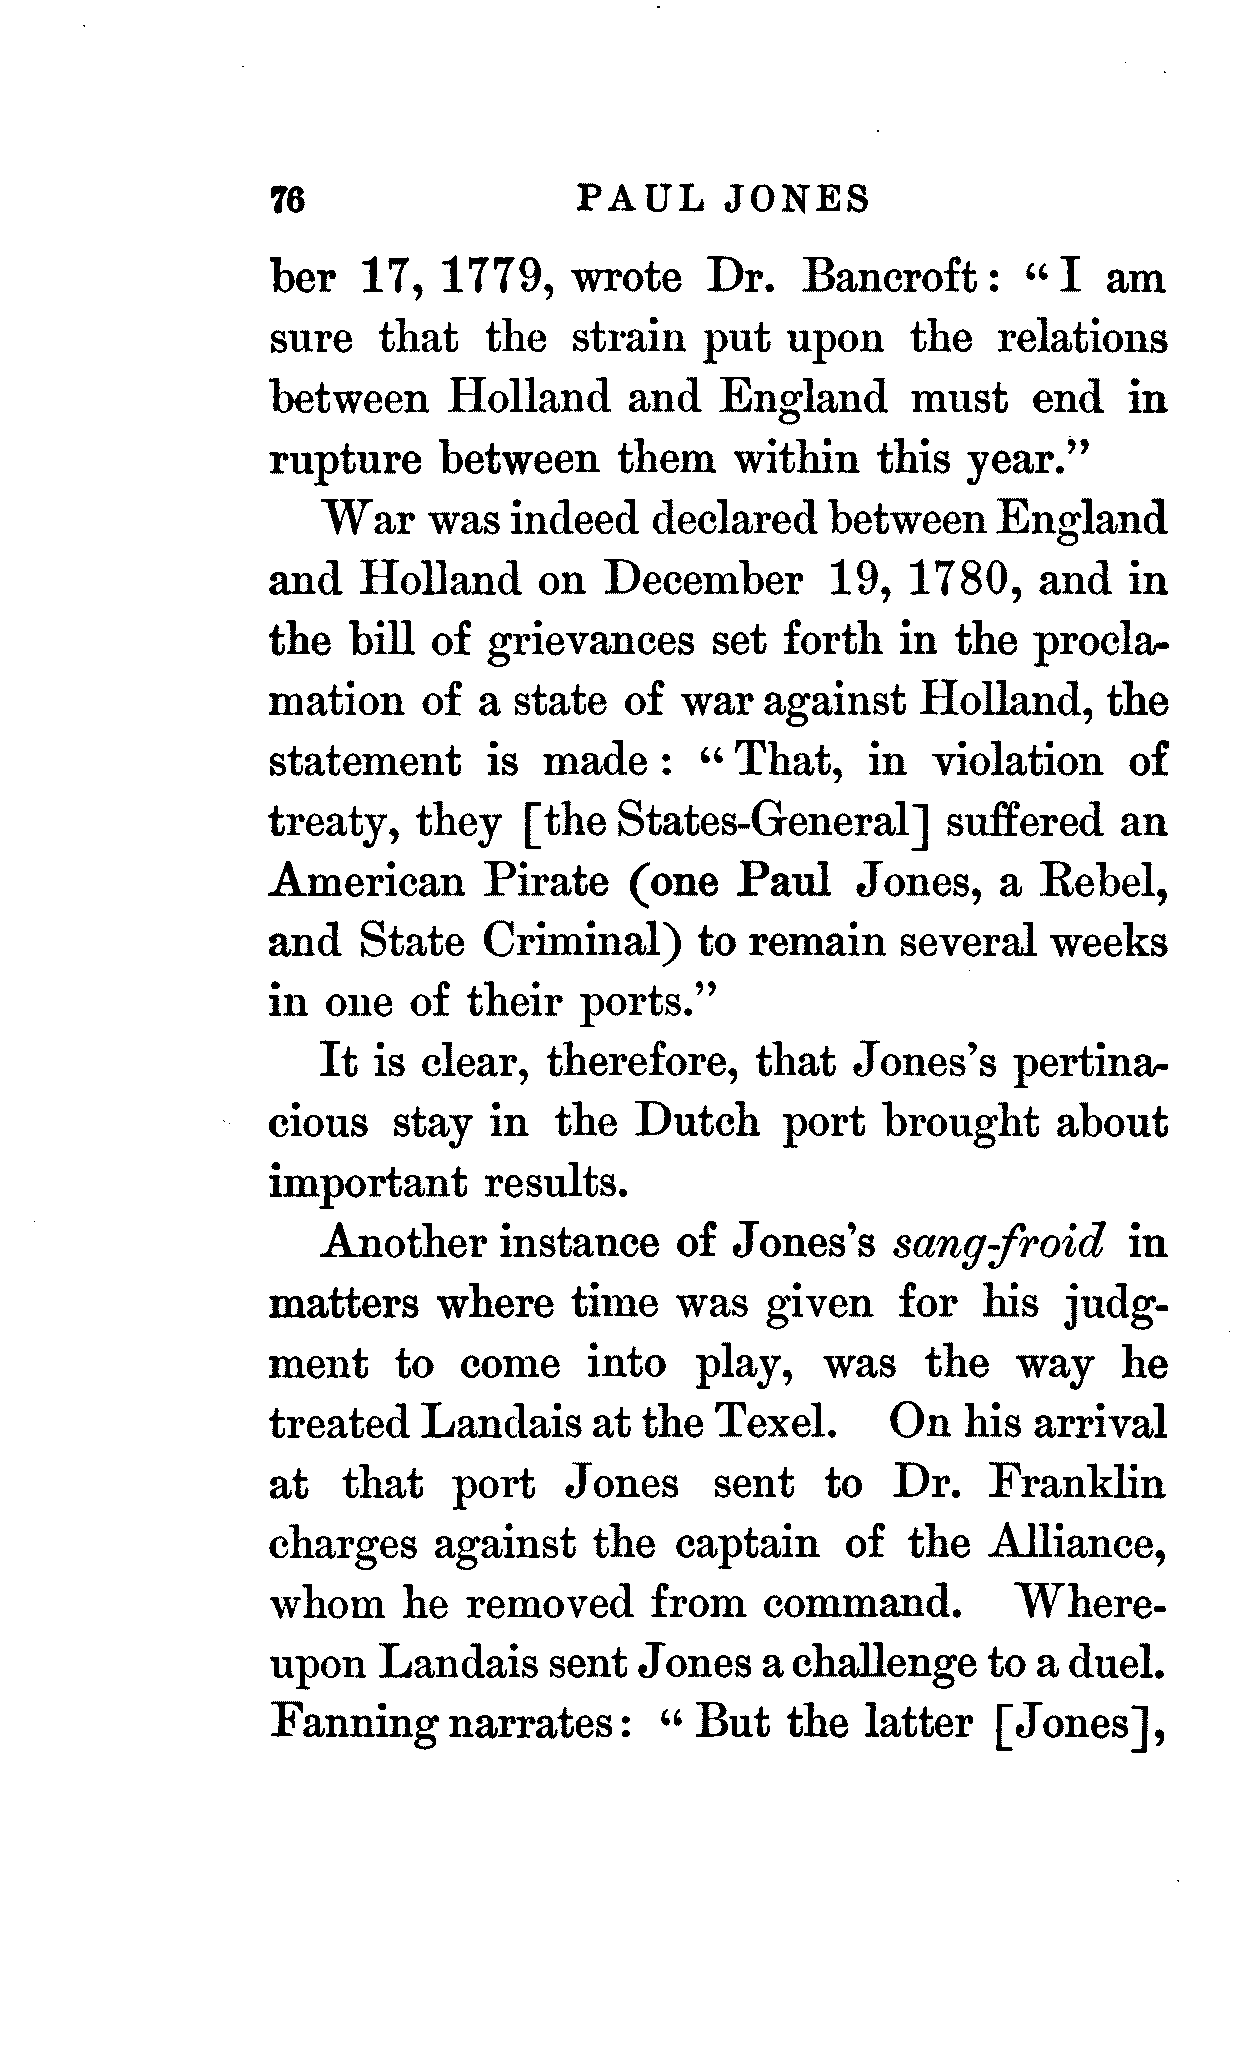 76 PAUL JONES
ber 17, 1779, wrote Dr. Bancroft: “I am
sure that the strain put upon the relations
between Holland and England must end in
rupture between them within this year.”
War was indeed declared between England
and Holland on December 19, 1780, and in
the bill of grievances set forth in the procla-
mation of a state of war against Holland, the
statement is made: “That, in violation of
treaty, they [the States-General] suffered an
American Pirate (one Paul Jones, a Rebel,
and State Criminal) to remain several weeks
in one of their ports.”
It is clear, therefore, that Jones’s pertina-
cious stay in the Dutch port brought about
important results.
Another instance of Jones’s sang-froid in
matters where time was given for his judg-
ment to come into play, was the way he
treated Landais at the Texel. On his arrival
at that port Jones sent to Dr. Franklin
charges against the captain of the Alliance,
whom he removed from command. Where-
upon Landais sent Jones a challenge to a duel.
Fanning narrates: “But the latter [Jones],